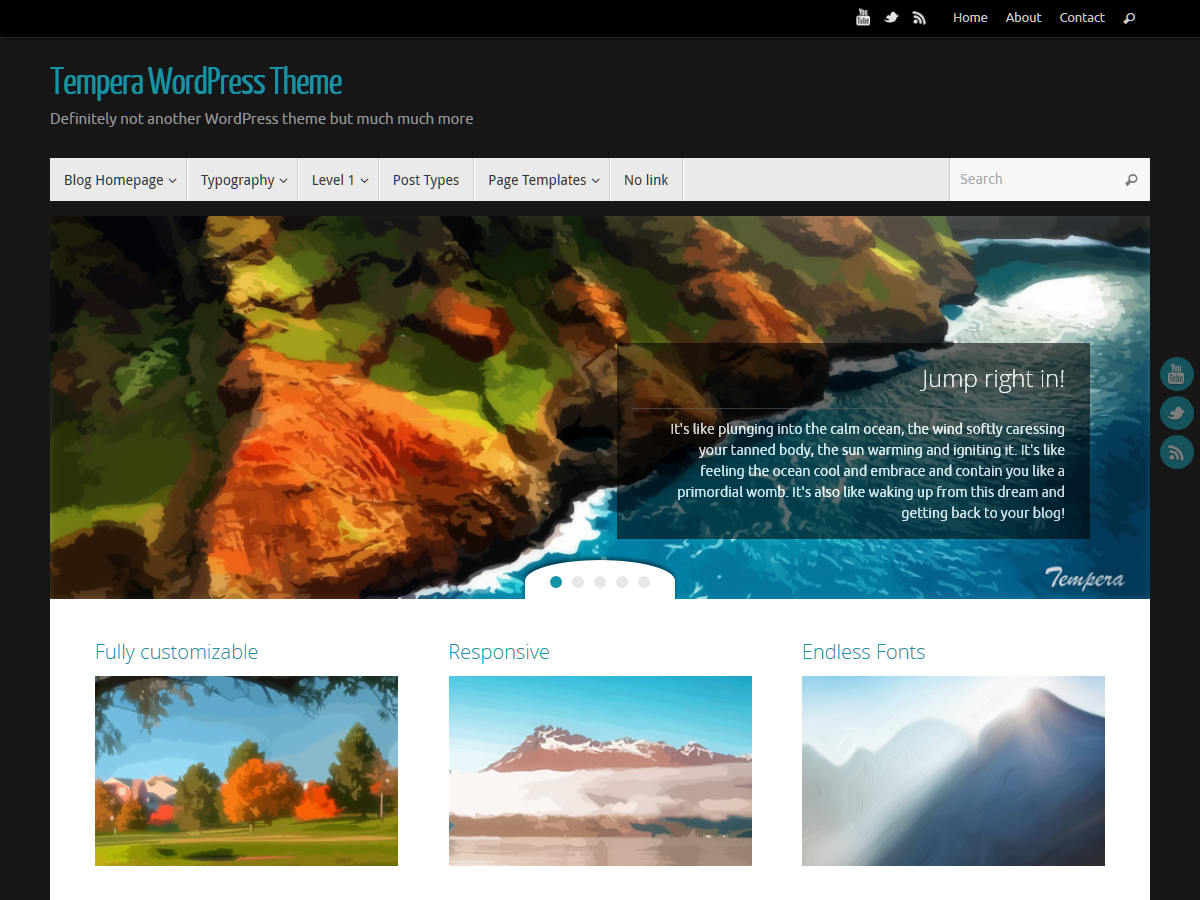 You Tube
Home About Contact
Tempera WordPress Theme
Definitely not another WordPress theme but much much more
Blog Homepage Typography Level 1 Post Types Page Templates No link Search
Jump right in!
It's like plunging into the calm ocean, the wind softly caressing
your tanned body, the sun warming and igniting it. It's like
feeling the ocean cool and embrace and contain you like a
primordial womb. It's also like waking up from this dream and
getting back to your blog!
You Tube
Tempera
Fully customizable Responsive Endless Fonts